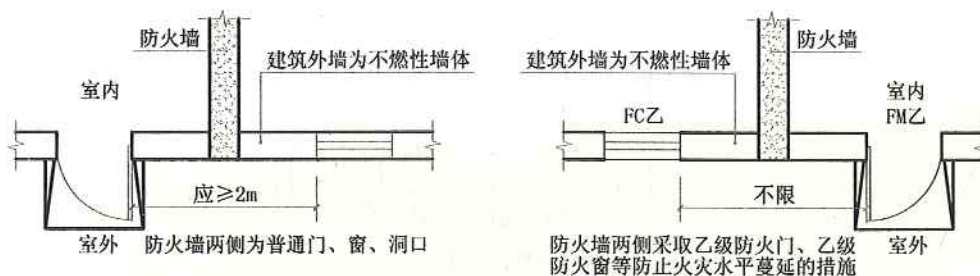 防火墙
建筑外墙为不燃性墙体
室内
应≥2m
室外
防火墙两侧为普通门、窗、洞口
防火墙
建筑外墙为不燃性墙体
室内
FM乙
FC乙
不限
室外
防火墙两侧采取乙级防火门、乙级
防火窗等防止火灾水平蔓延的措施